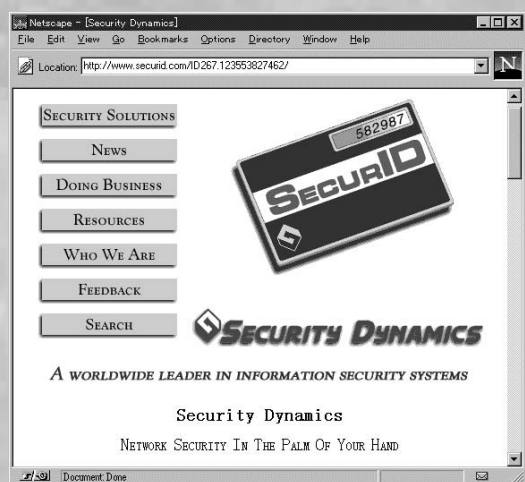 Netscape - [Security Dynamics]
File Edit View Go Bookmarks Options Directory Window Help
Location: http://www.securid.com/ID267.123553827462/
N
SECURITY SOLUTIONS
NEWS
DOING BUSINESS
RESOURCES
WHO WE ARE
FEEDBACK
SEARCH
582987
SECURID
SECURITY DYNAMICS
A WORLDWIDE LEADER IN INFORMATION SECURITY SYSTEMS
Security Dynamics
NETWORK SECURITY IN THE PALM OF YOUR HAND
Document: Done